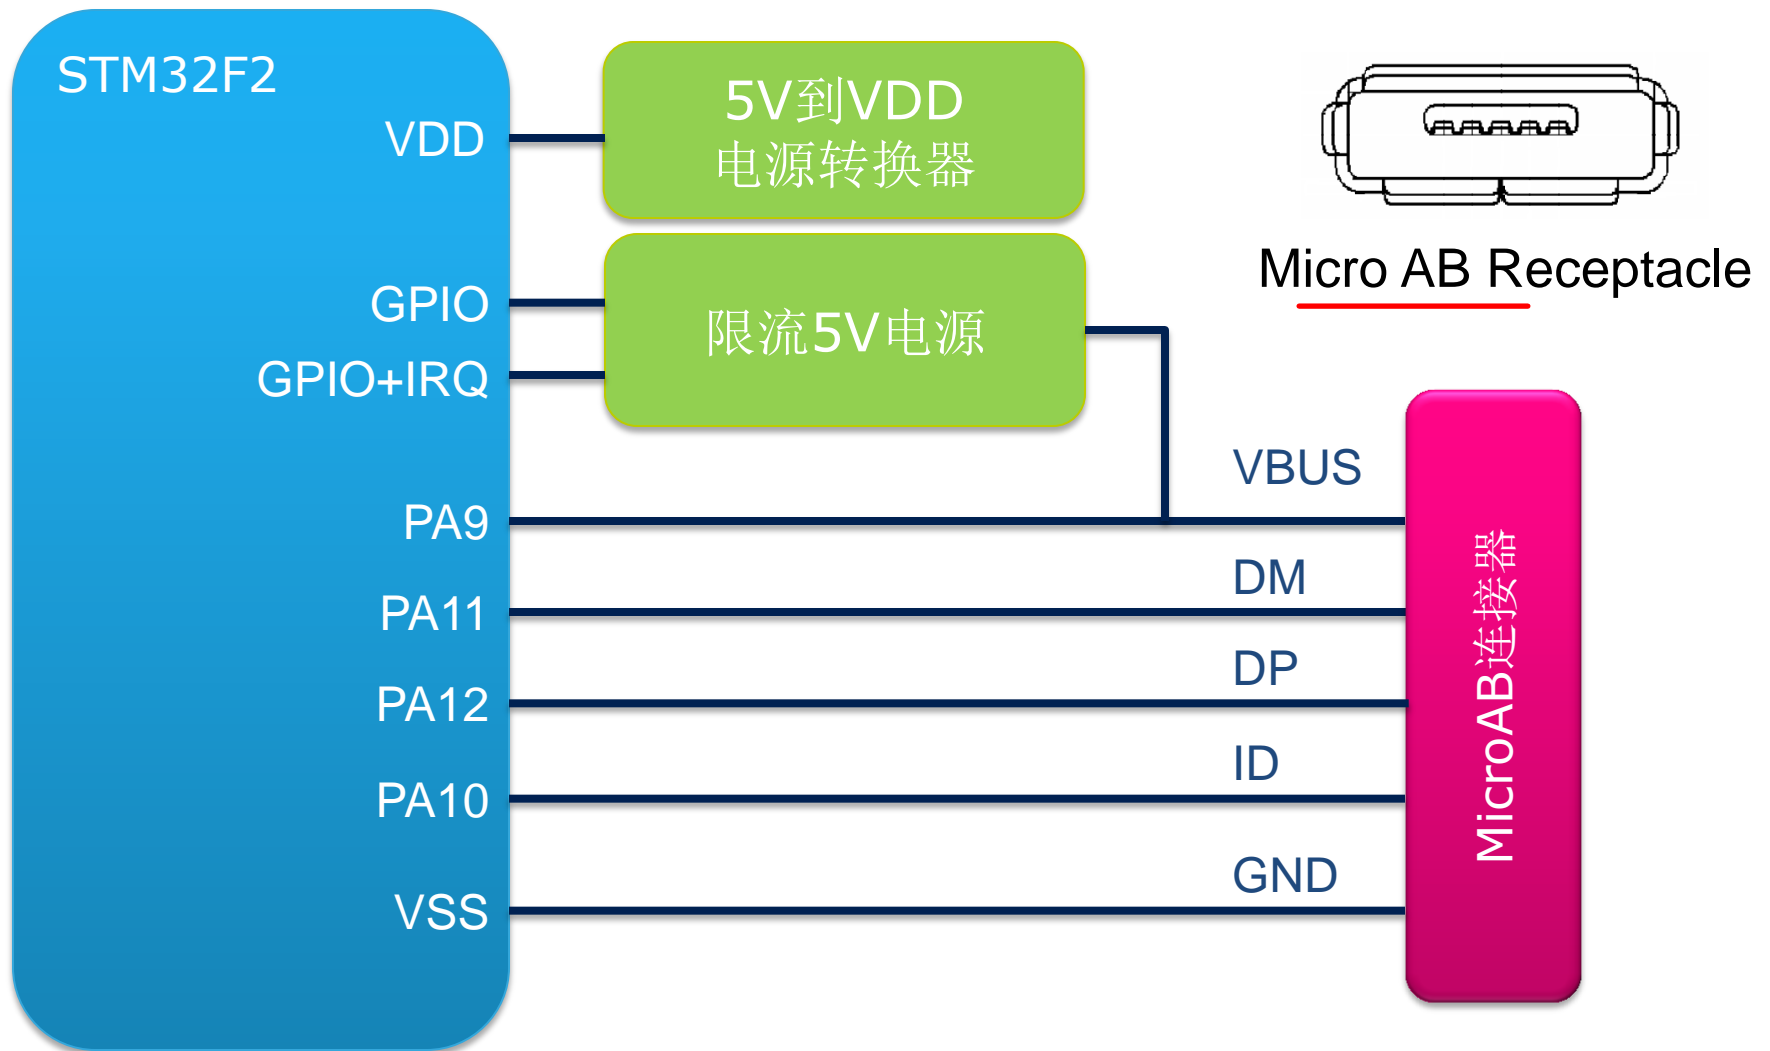 STM32F2
VDD
GPIO
GPIO+IRQ
PA9
PA11
PA12
PA10
VSS
5V到VDD
电源转换器
限流5V电源
Micro AB Receptacle
VBUS
DM
DP
ID
GND
MicroAB连接器